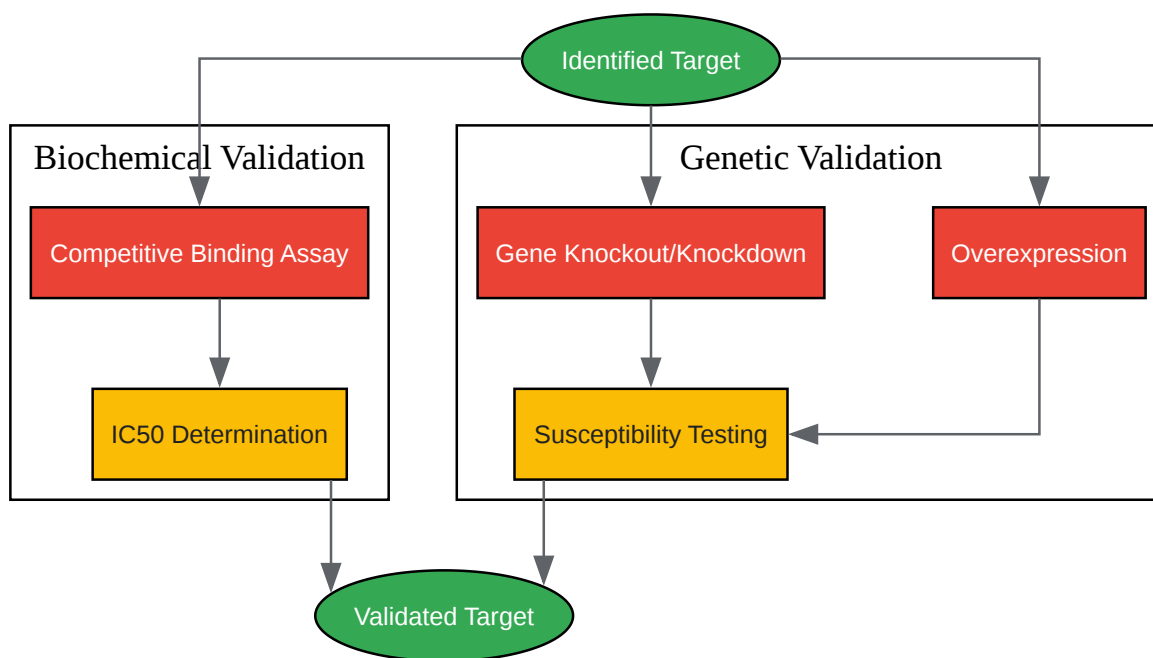 Identified Target
Biochemical Validation
Genetic Validation
Competitive Binding Assay
Gene Knockout/Knockdown
Overexpression
IC50 Determination
Susceptibility Testing
Validated Target